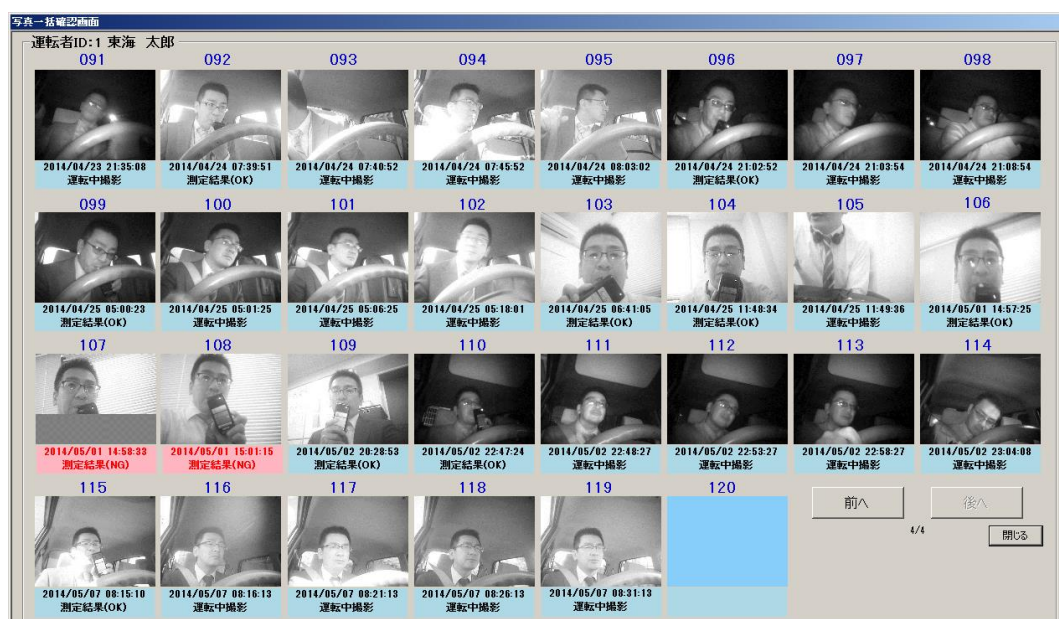 写真一括確認画面
運転者ID:1 東海 太郎
091 092 093 094 095 096 097 098
2014/04/23 21:35:08 2014/04/24 07:39:51 2014/04/24 07:40:52 2014/04/24 07:45:52 2014/04/24 08:03:02 2014/04/24 21:02:52 2014/04/24 21:03:54 2014/04/24 21:08:54
運転中撮影 測定結果(OK) 運転中撮影 運転中撮影 運転中撮影 測定結果(OK) 運転中撮影 運転中撮影
099 100 101 102 103 104 105 106
2014/04/25 05:00:23 2014/04/25 05:01:25 2014/04/25 05:06:25 2014/04/25 05:18:01 2014/04/25 06:41:05 2014/04/25 11:48:34 2014/04/25 11:49:36 2014/05/01 14:57:25
測定結果(OK) 運転中撮影 運転中撮影 運転中撮影 測定結果(OK) 測定結果(OK) 運転中撮影 測定結果(OK)
107 108 109 110 111 112 113 114
2014/05/01 14:58:33 2014/05/01 15:01:15 2014/05/02 20:28:53 2014/05/02 22:47:24 2014/05/02 22:48:27 2014/05/02 22:53:27 2014/05/02 22:58:27 2014/05/02 23:04:08
測定結果(NG) 測定結果(NG) 測定結果(OK) 測定結果(OK) 運転中撮影 運転中撮影 運転中撮影 運転中撮影
115 116 117 118 119 120
前へ 後へ
4/4 閉じる
2014/05/07 08:15:10 2014/05/07 08:16:13 2014/05/07 08:21:13 2014/05/07 08:26:13 2014/05/07 08:31:13
測定結果(OK) 運転中撮影 運転中撮影 運転中撮影 運転中撮影